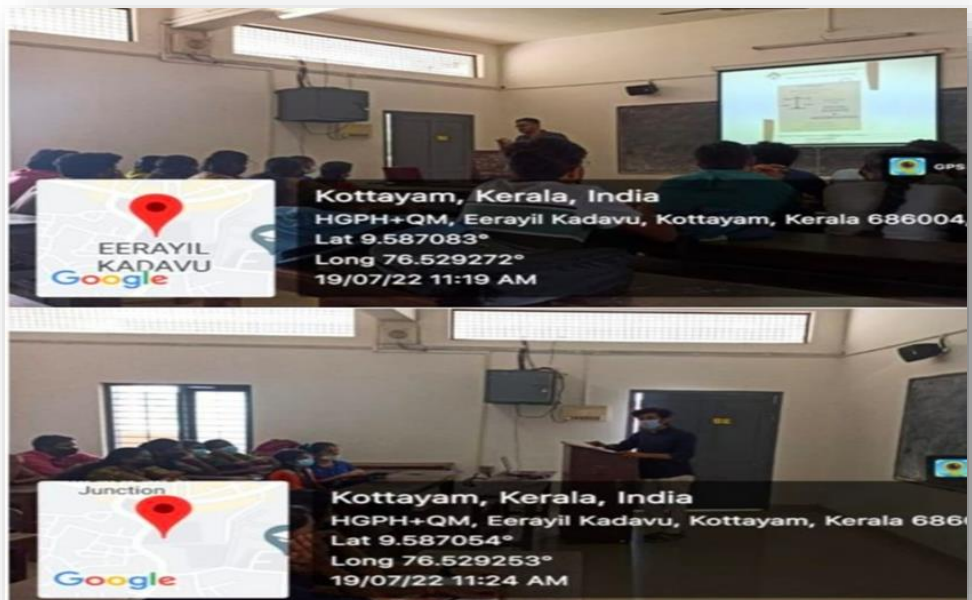 GPS
EERAYIL
KADAVU
Google
Kottayam, Kerala, India
HGPH+QM, Eerayil Kadavu, Kottayam, Kerala 686004,
Lat 9.587083°
Long 76.529272°
19/07/22 11:19 AM
Junction
Google
Kottayam, Kerala, India
HGPH+QM, Eerayil Kadavu, Kottayam, Kerala 686
Lat 9.587054°
Long 76.529253°
19/07/22 11:24 AM